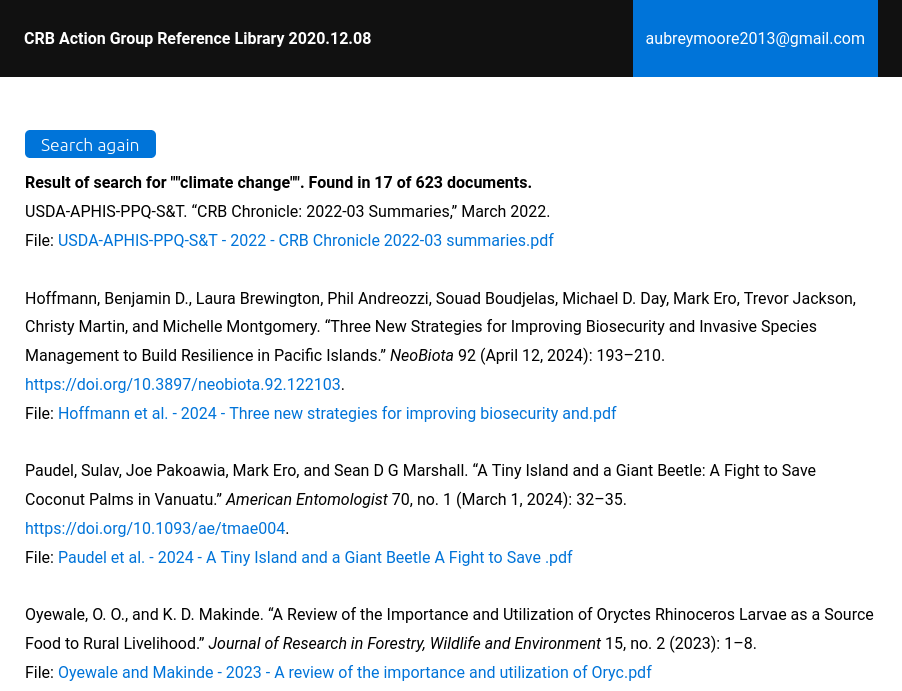 CRB Action Group Reference Library 2020.12.08
aubreymoore2013@gmail.com
Search again
Result of search for ""climate change"". Found in 17 of 623 documents.
USDA-APHIS-PPQ-S&T. “CRB Chronicle: 2022-03 Summaries,” March 2022.
File: USDA-APHIS-PPQ-S&T - 2022 - CRB Chronicle 2022-03 summaries.pdf
Hoffmann, Benjamin D., Laura Brewington, Phil Andreozzi, Souad Boudjelas, Michael D. Day, Mark Ero, Trevor Jackson,
Christy Martin, and Michelle Montgomery. “Three New Strategies for Improving Biosecurity and Invasive Species
Management to Build Resilience in Pacific Islands.” NeoBiota 92 (April 12, 2024): 193–210.
https://doi.org/10.3897/neobiota.92.122103.
File: Hoffmann et al. - 2024 - Three new strategies for improving biosecurity and.pdf
Paudel, Sulav, Joe Pakoawia, Mark Ero, and Sean D G Marshall. “A Tiny Island and a Giant Beetle: A Fight to Save
Coconut Palms in Vanuatu.” American Entomologist 70, no. 1 (March 1, 2024): 32–35.
https://doi.org/10.1093/ae/tmae004.
File: Paudel et al. - 2024 - A Tiny Island and a Giant Beetle A Fight to Save .pdf
Oyewale, O. O., and K. D. Makinde. “A Review of the Importance and Utilization of Oryctes Rhinoceros Larvae as a Source
Food to Rural Livelihood.” Journal of Research in Forestry, Wildlife and Environment 15, no. 2 (2023): 1–8.
File: Oyewale and Makinde - 2023 - A review of the importance and utilization of Oryc.pdf